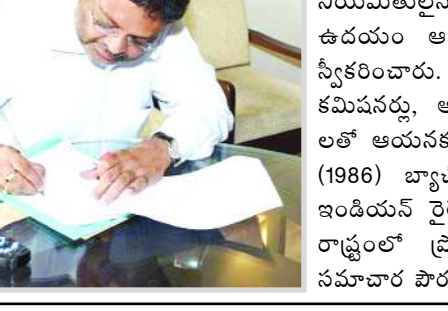 నియమితులైన
ఉదయం ఆ
స్వీకరించారు.
కమిషనర్లు, అ
లతో ఆయనక
(1986) బ్యాచ
ఇండియన్ రైల
రాష్ట్రంలో ప్రొ
సమాచార పౌర